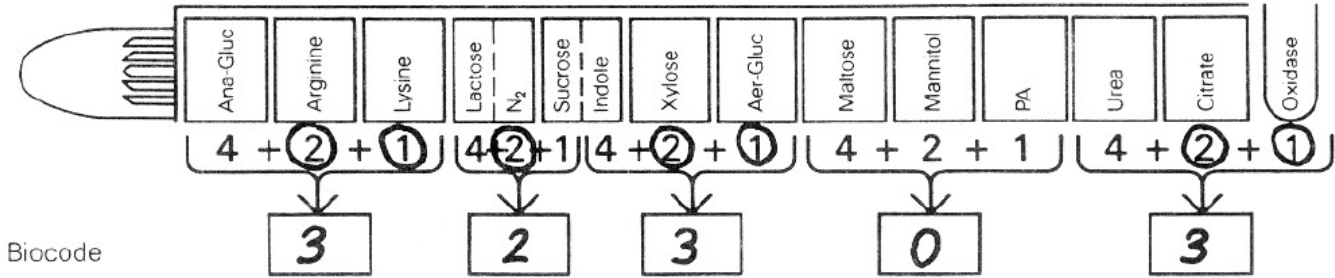 Ana-Gluc Arginine Lysine Lactose N₂ Sucrose Indole Xylose Aer-Gluc Maltose Mannitol PA Urea Citrate Oxidase
4 + 2 + 1 4+2+1 4 + 2 + 1 4 + 2 + 1 4 + 2 + 1
Biocode 3 2 3 0 3